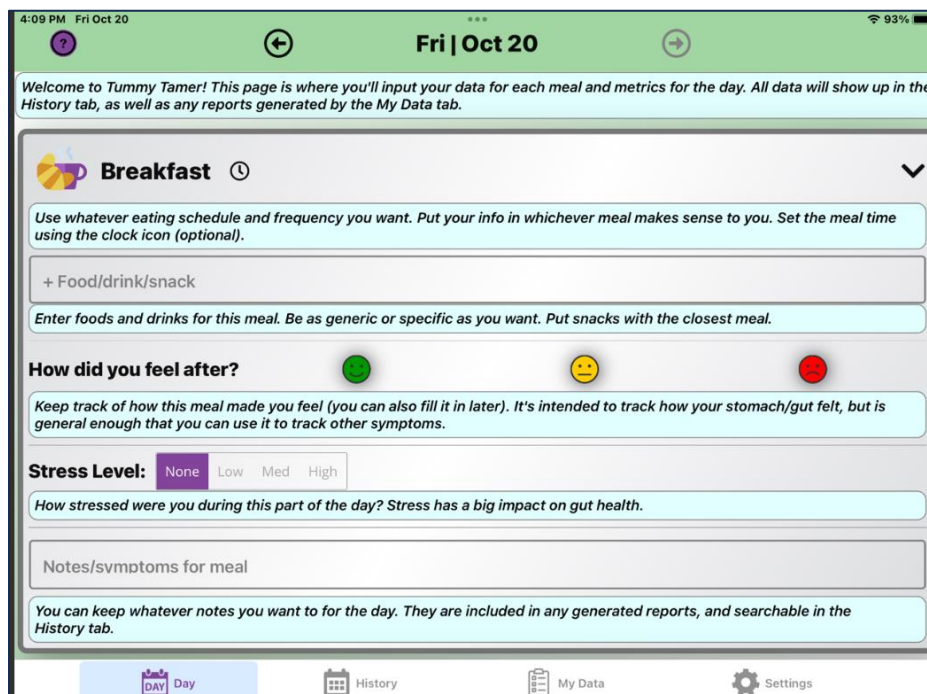 4:09 PM Fri Oct 20
93%
?
Fri | Oct 20
Welcome to Tummy Tamer! This page is where you'll input your data for each meal and metrics for the day. All data will show up in the
History tab, as well as any reports generated by the My Data tab.
Breakfast
Use whatever eating schedule and frequency you want. Put your info in whichever meal makes sense to you. Set the meal time
using the clock icon (optional).
+ Food/drink/snack
Enter foods and drinks for this meal. Be as generic or specific as you want. Put snacks with the closest meal.
How did you feel after?
Keep track of how this meal made you feel (you can also fill it in later). It's intended to track how your stomach/gut felt, but is
general enough that you can use it to track other symptoms.
Stress Level: None Low Med High
How stressed were you during this part of the day? Stress has a big impact on gut health.
Notes/symptoms for meal
You can keep whatever notes you want to for the day. They are included in any generated reports, and searchable in the
History tab.
DAY Day History My Data Settings